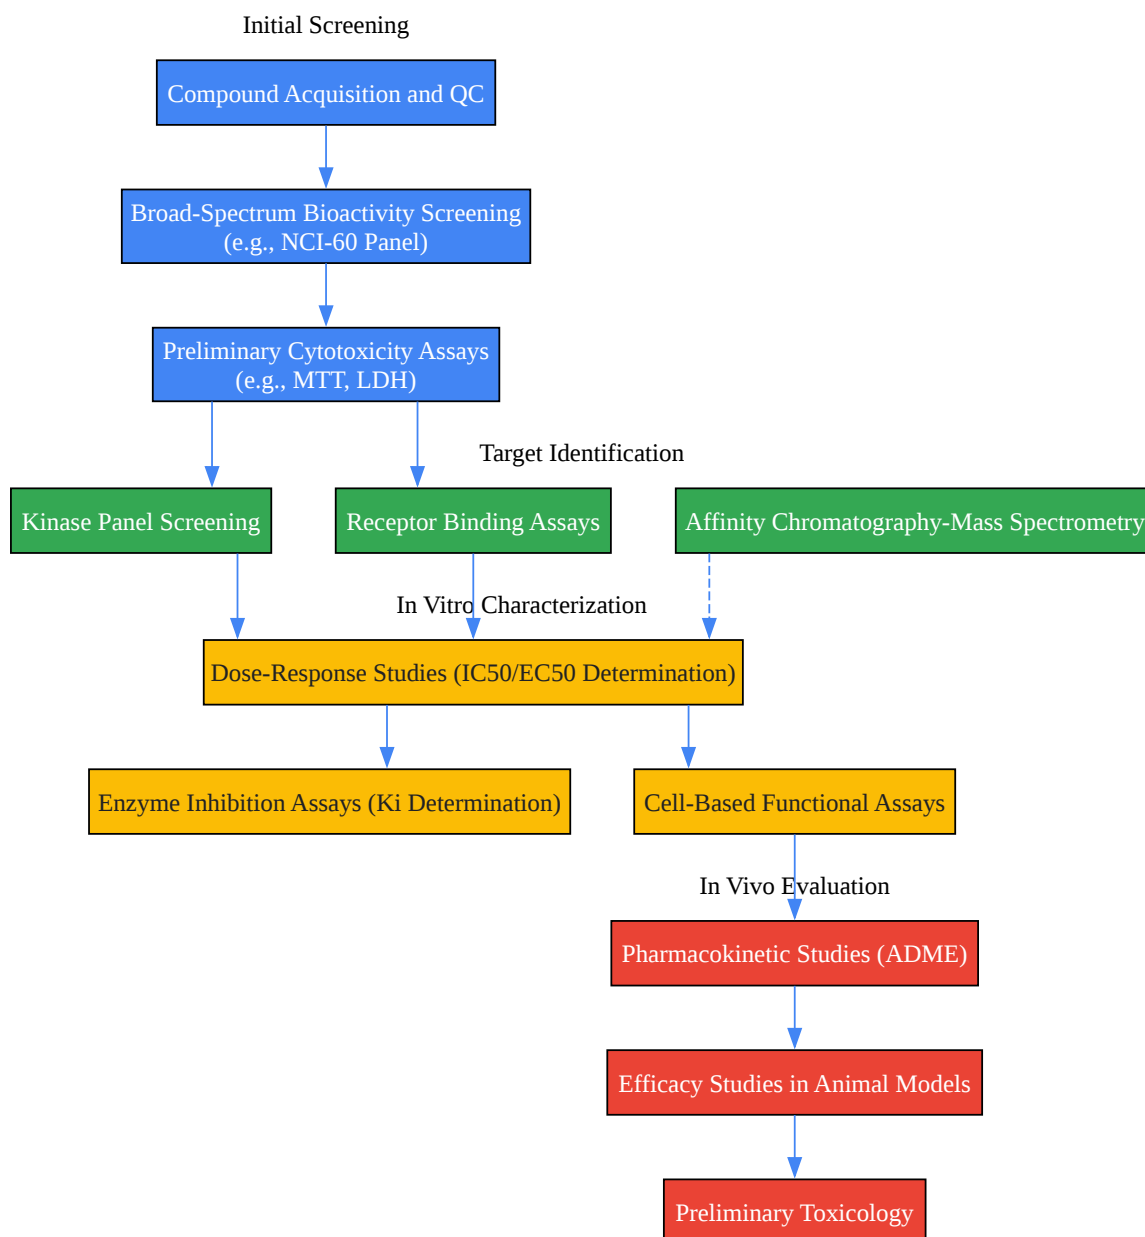 Initial Screening
Compound Acquisition and QC
Broad-Spectrum Bioactivity Screening
(e.g., NCI-60 Panel)
Preliminary Cytotoxicity Assays
(e.g., MTT, LDH)
Target Identification
Kinase Panel Screening
Receptor Binding Assays
Affinity Chromatography-Mass Spectrometry
In Vitro Characterization
Dose-Response Studies (IC50/EC50 Determination)
Enzyme Inhibition Assays (Ki Determination)
Cell-Based Functional Assays
In Vivo Evaluation
Pharmacokinetic Studies (ADME)
Efficacy Studies in Animal Models
Preliminary Toxicology